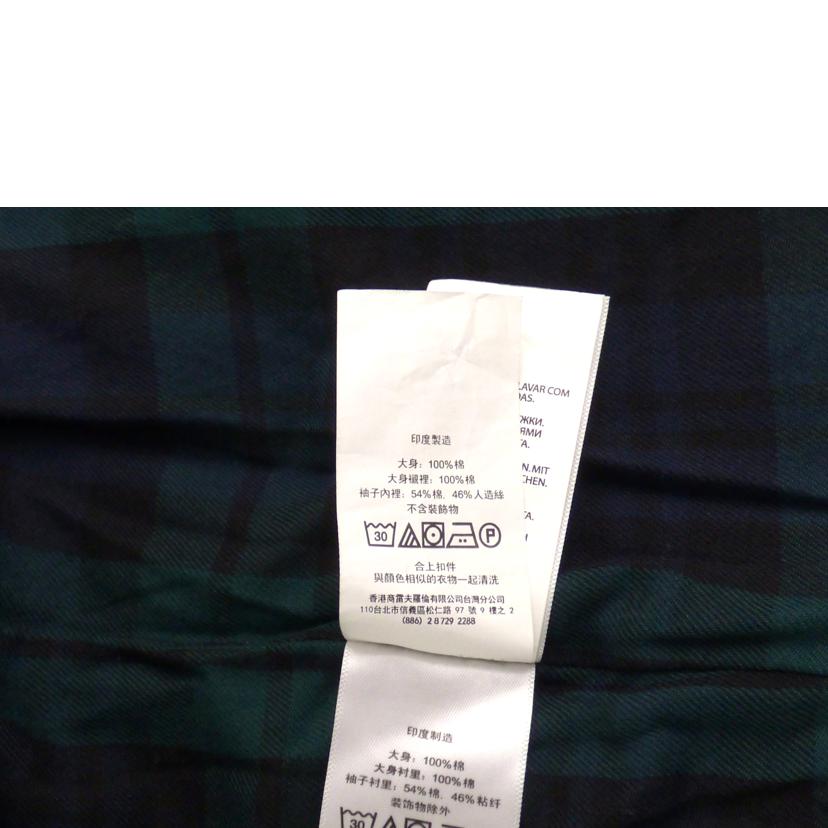 LAVAR COM
DAS.
ЖКИ.
ЯМИ
ТА.
N. MIT
CHEN.
TA.
印度製造
大身: 100%棉
大身襯裡: 100%棉
袖子內裡: 54%棉, 46%人造絲
不含裝飾物
30
P
合上扣件
與顏色相似的衣物一起清洗
香港商雷夫羅倫有限公司台灣分公司
110台北市信義區松仁路 97 號 9 樓之 2
(886) 2 8729 2288
印度制造
大身: 100%棉
大身衬里: 100%棉
袖子衬里: 54%棉, 46%粘纤
装饰物除外
30